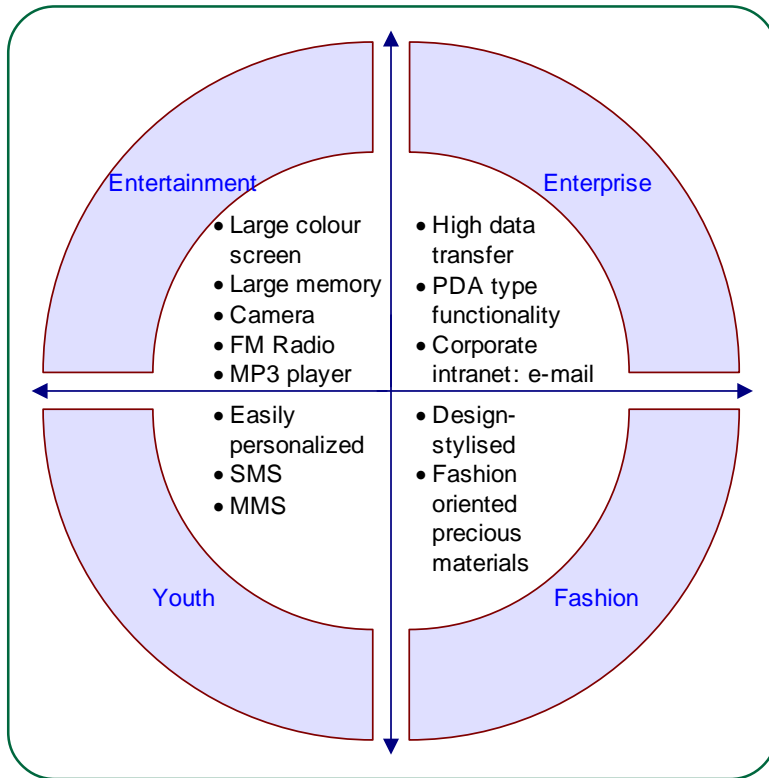 Entertainment
• Large colour
screen
• Large memory
• Camera
• FM Radio
• MP3 player
Enterprise
• High data
transfer
• PDA type
functionality
• Corporate
intranet: e-mail
• Easily
personalized
• SMS
• MMS
Youth
• Design-
stylised
• Fashion
oriented
precious
materials
Fashion